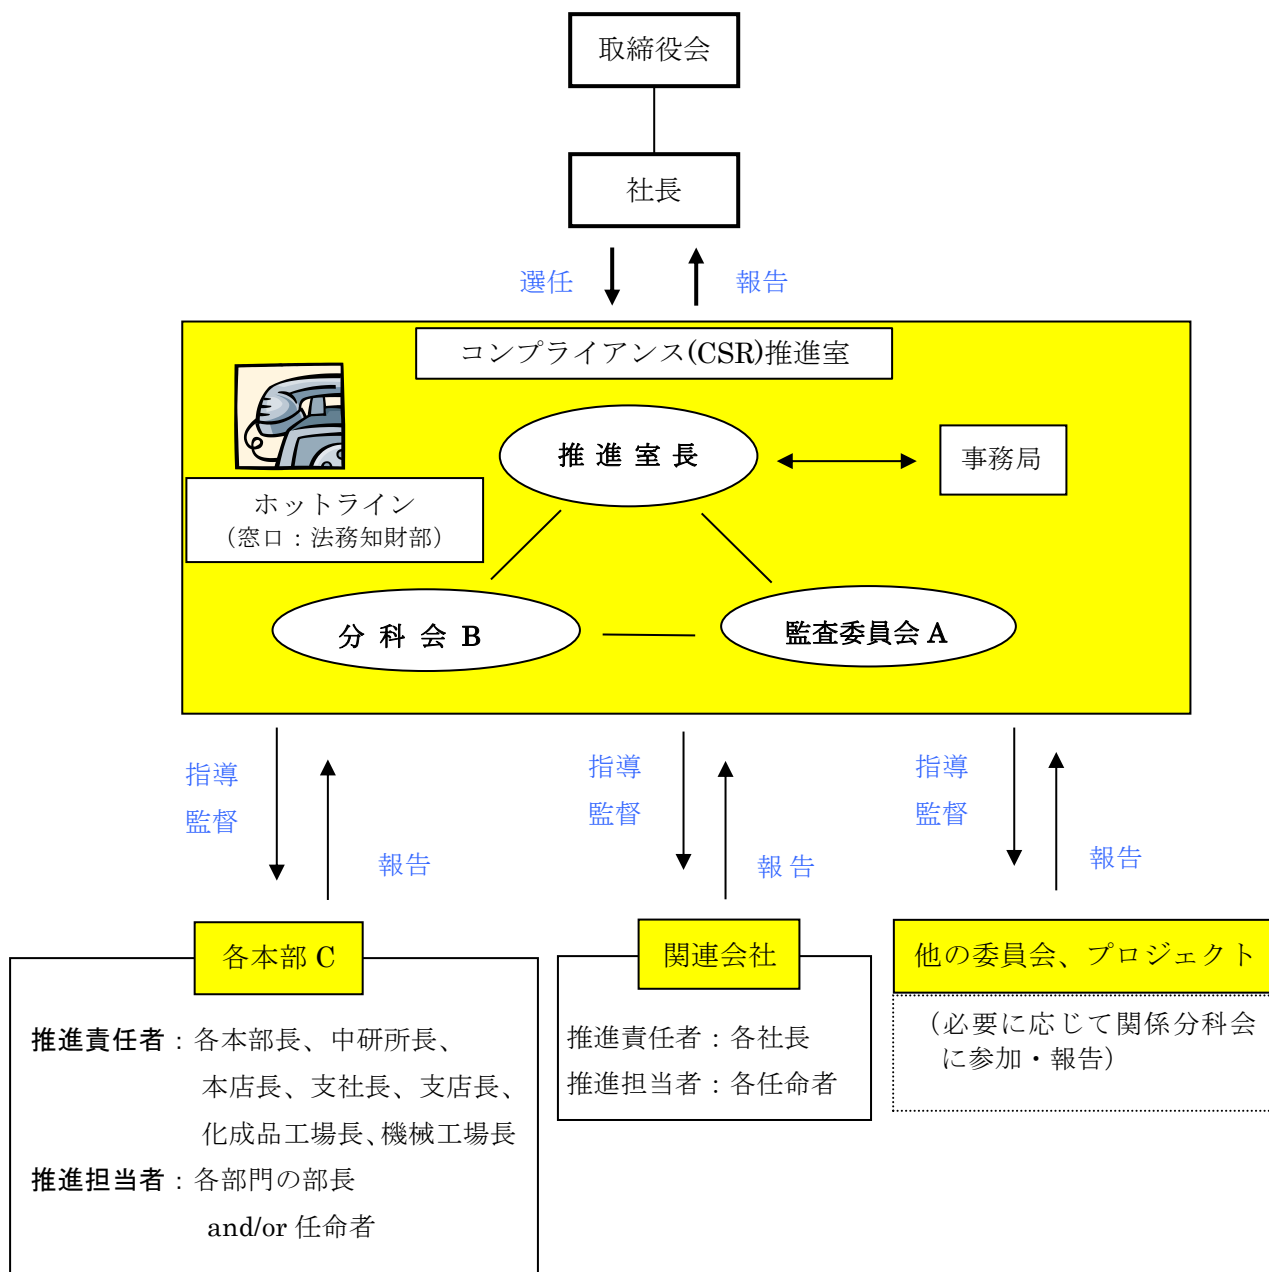 取締役会
社長
選任
報告
コンプライアンス(CSR)推進室
推進室長
事務局
ホットライン
（窓口：法務知財部）
分科会 B
監査委員会 A
指導
監督
報告
指導
監督
報告
指導
監督
報告
各本部 C
推進責任者：各本部長、中研所長、
本店長、支社長、支店長、
化成品工場長、機械工場長
推進担当者：各部門の部長
and/or 任命者
関連会社
推進責任者：各社長
推進担当者：各任命者
他の委員会、プロジェクト
（必要に応じて関係分科会
に参加・報告）